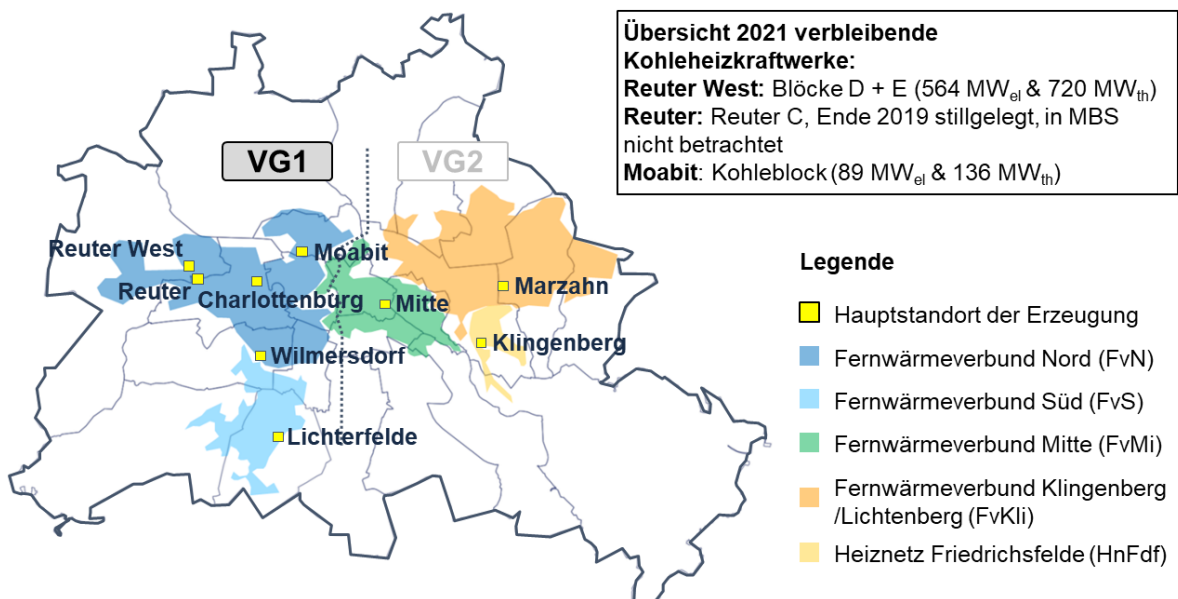 Übersicht 2021 verbleibende
Kohleheizkraftwerke:
Reuter West: Blöcke D + E (564 MWel & 720 MWth)
Reuter: Reuter C, Ende 2019 stillgelegt, in MBS
nicht betrachtet
Moabit: Kohleblock (89 MWel & 136 MWth)
VG1
VG2
Reuter West
Moabit
Reuter
Charlottenburg
Mitte
Marzahn
Wilmersdorf
Klingenberg
Lichterfelde
Legende
Hauptstandort der Erzeugung
Fernwärmeverbund Nord (FvN)
Fernwärmeverbund Süd (FvS)
Fernwärmeverbund Mitte (FvMi)
Fernwärmeverbund Klingenberg
/Lichtenberg (FvKli)
Heiznetz Friedrichsfelde (HnFdf)